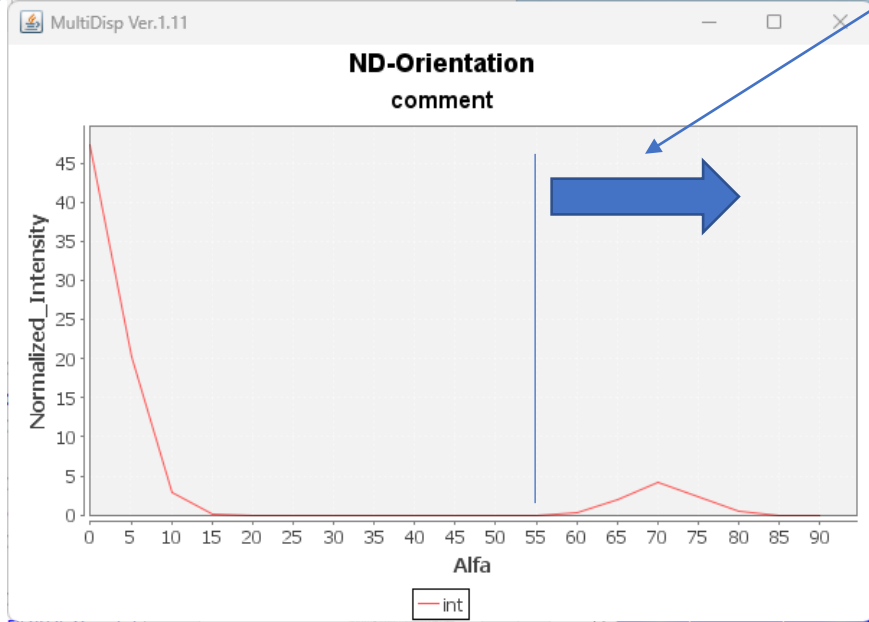 MultiDisp Ver.1.11
ND-Orientation
comment
Normalized_Intensity
45
40
35
30
25
20
15
10
5
0
0 5 10 15 20 25 30 35 40 45 50 55 60 65 70 75 80 85 90
Alfa
int